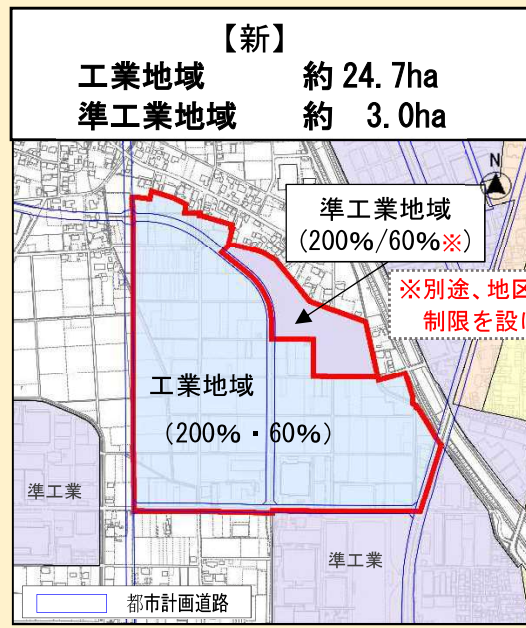 【新】
工業地域 約 24.7ha
準工業地域 約 3.0ha
N
準工業地域
(200%/60%※)
※別途、地区
制限を設け
工業地域
(200%・60%)
準工業
準工業
都市計画道路